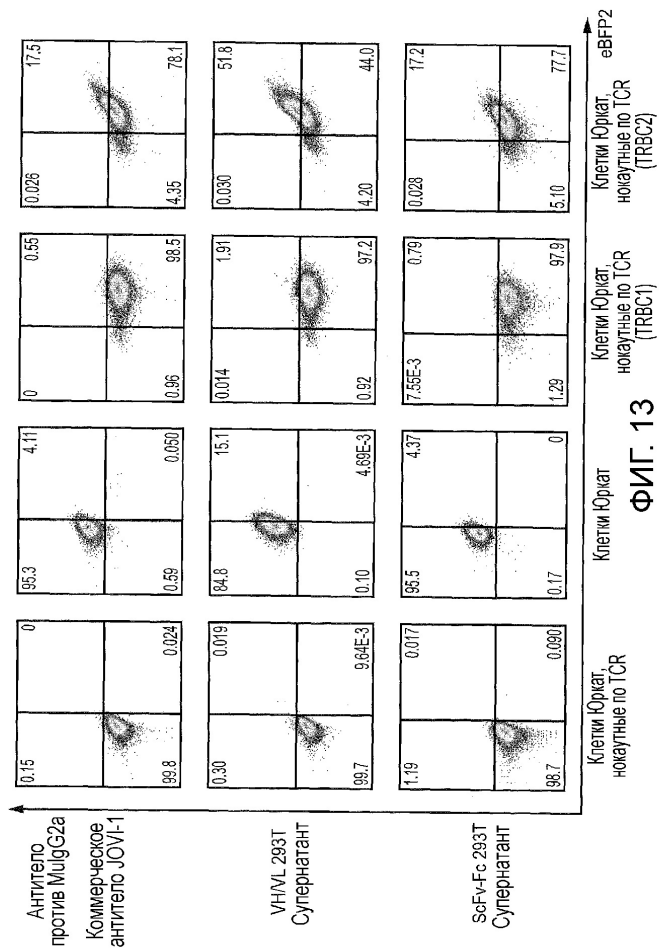 Антитело
против MuIgG2a
Коммерческое
антитело JOVI-1
0.15 0 95.3 4.11 0 0.55 0.026 17.5
99.8 0.024 0.59 0.050 0.96 98.5 4.35 78.1
VH/VL 293T
Супернатант
0.30 0.019 84.8 15.1 0.014 1.91 0.030 51.8
99.7 9.64E-3 0.10 4.69E-3 0.92 97.2 4.20 44.0
ScFv-Fc 293T
Супернатант
1.19 0.017 95.5 4.37 7.55E-3 0.79 0.028 17.2
98.7 0.090 0.17 0 1.29 97.9 5.10 77.7
eBFP2
Клетки Юркат,
нокаутные по TCR
Клетки Юркат
Клетки Юркат,
нокаутные по TCR
(TRBC1)
Клетки Юркат,
нокаутные по TCR
(TRBC2)
ФИГ. 13